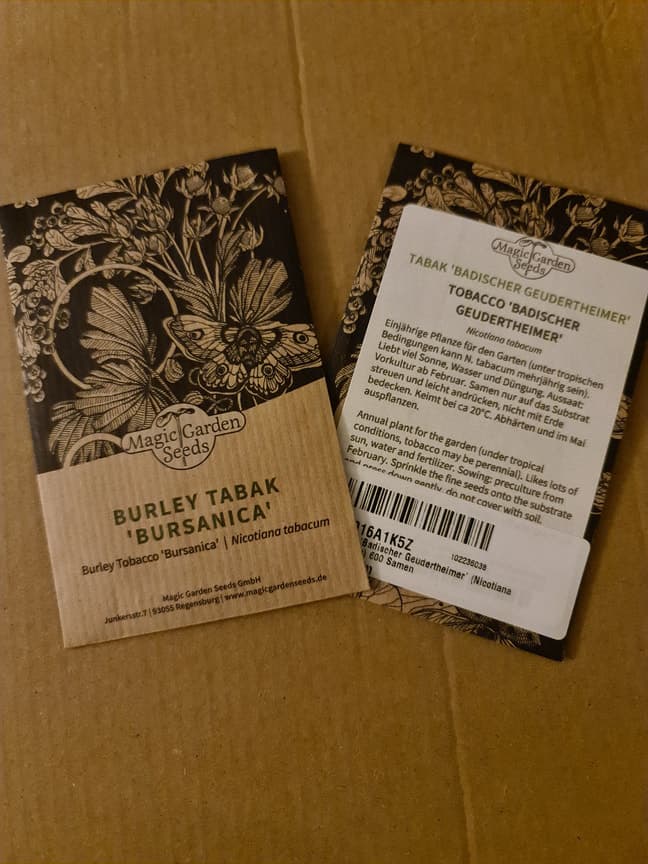 Magic Garden
Seeds
BURLEY TABAK
'BURSANICA'
Burley Tobacco 'Bursanica' | Nicotiana tabacum
Magic Garden Seeds GmbH
Junkersstr.7 | 93055 Regensburg | www.magicgardenseeds.de
Magic Garden
Seeds
TABAK 'BADISCHER GEUDERTHEIMER'
TOBACCO 'BADISCHER
GEUDERTHEIMER'
Nicotiana tabacum
Einjährige Pflanze für den Garten (unter tropischen
Bedingungen kann N. tabacum mehrjährig sein).
Liebt viel Sonne, Wasser und Düngung. Aussaat:
Vorkultur ab Februar. Samen nur auf das Substrat
streuen und leicht andrücken, nicht mit Erde
bedecken. Keimt bei ca 20°C. Abhärten und im Mai
auspflanzen.
Annual plant for the garden (under tropical
conditions, tobacco may be perennial). Likes lots of
sun, water and fertilizer. Sowing: preculture from
February. Sprinkle the fine seeds onto the substrate
and press down gently, do not cover with soil.
16A1K5Z
102236038
Badischer Geudertheimer' (Nicotiana
600 Samen